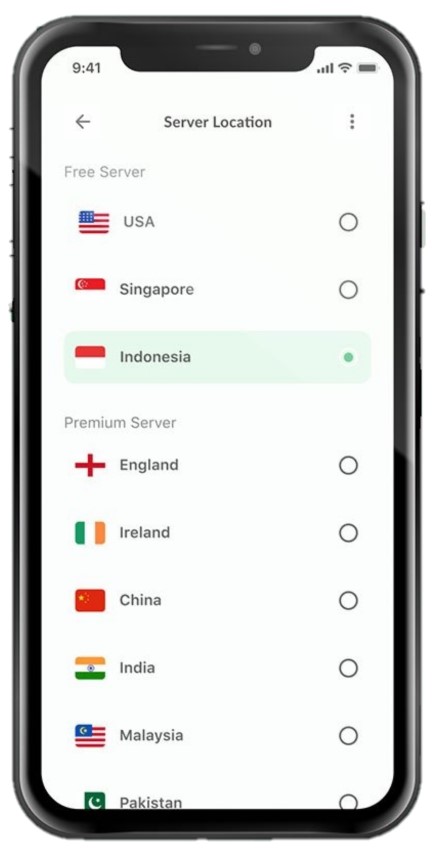 9:41
Server Location
Free Server
USA
Singapore
Indonesia
Premium Server
England
Ireland
China
India
Malaysia
Pakistan